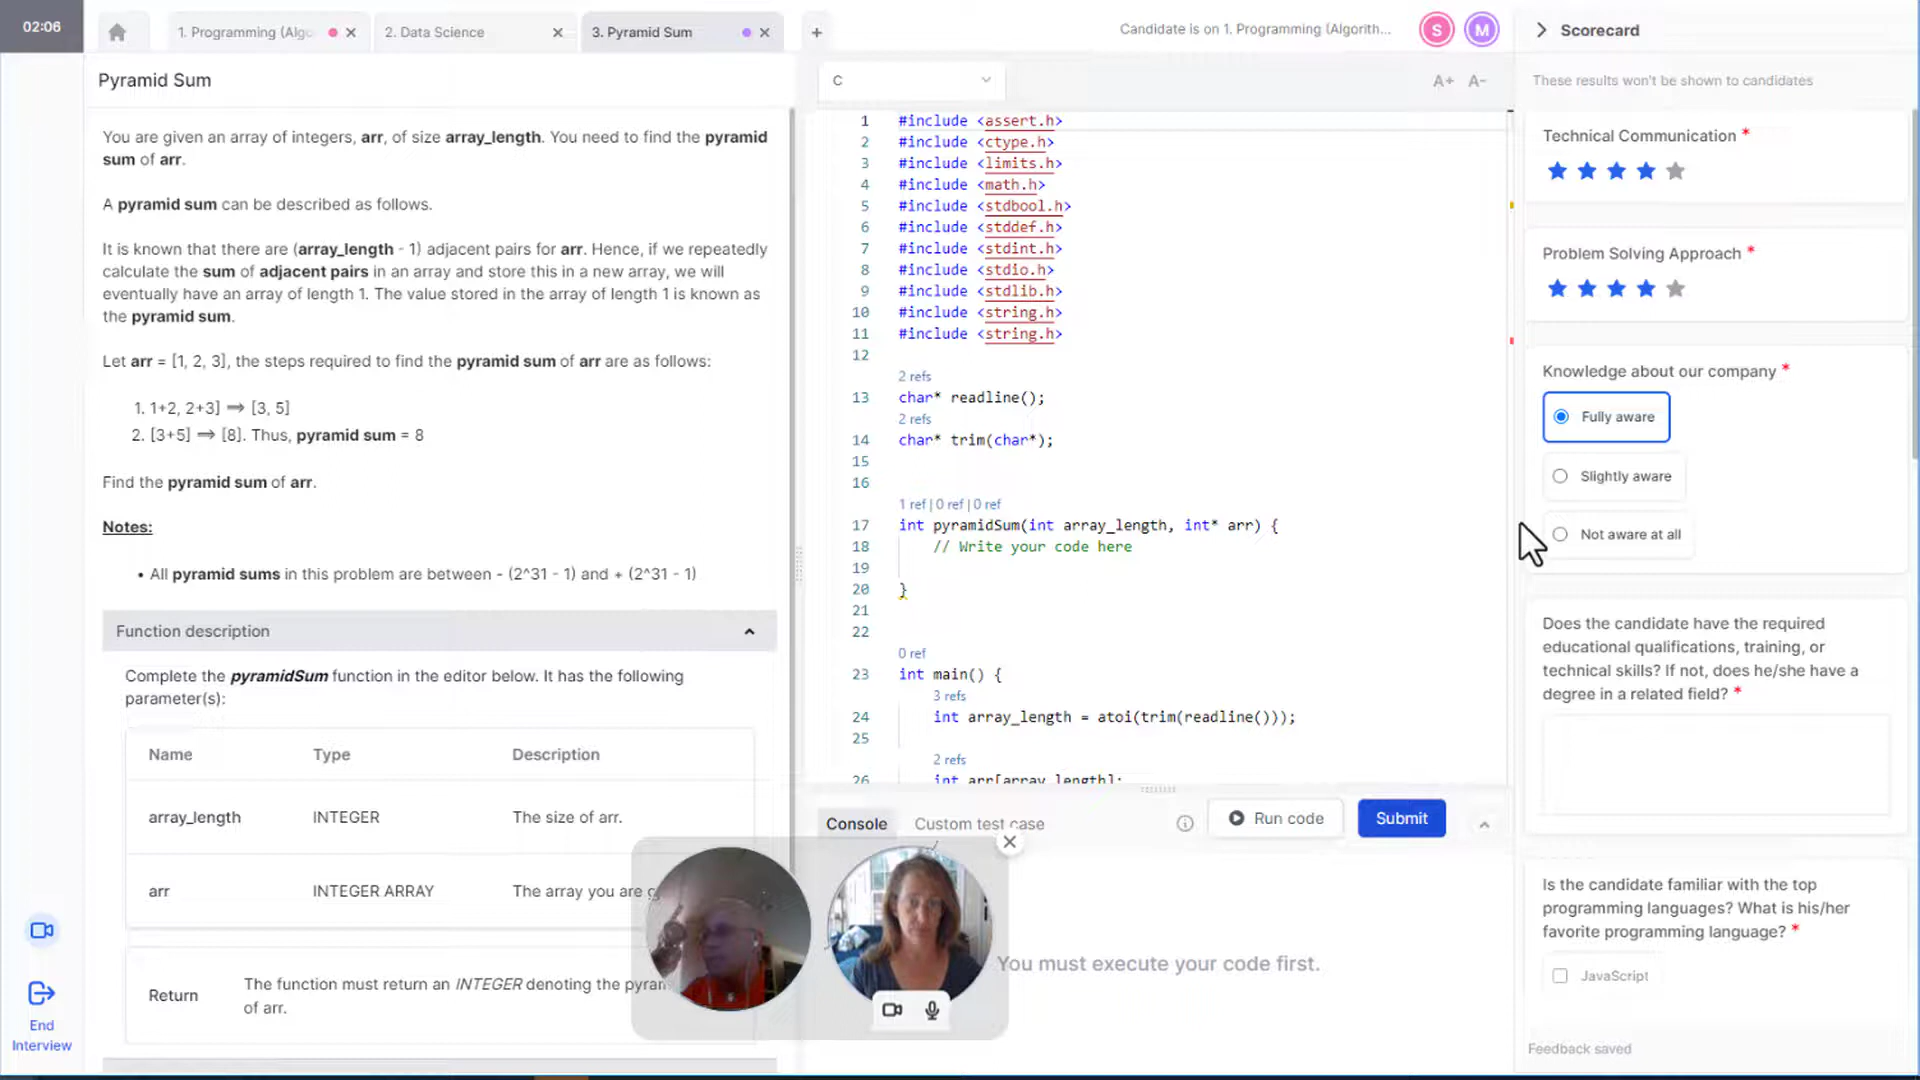 02:06
1. Programming (Algo
2. Data Science
3. Pyramid Sum
Candidate is on 1. Programming (Algorith...
S
M
Scorecard
Pyramid Sum
You are given an array of integers, arr, of size array_length. You need to find the pyramid
sum of arr.
A pyramid sum can be described as follows.
It is known that there are (array_length - 1) adjacent pairs for arr. Hence, if we repeatedly
calculate the sum of adjacent pairs in an array and store this in a new array, we will
eventually have an array of length 1. The value stored in the array of length 1 is known as
the pyramid sum.
Let arr = [1, 2, 3], the steps required to find the pyramid sum of arr are as follows:
1. 1+2, 2+3] ⟹ [3, 5]
2. [3+5] ⟹ [8]. Thus, pyramid sum = 8
Find the pyramid sum of arr.
Notes:
• All pyramid sums in this problem are between - (2^31 - 1) and + (2^31 - 1)
Function description
Complete the pyramidSum function in the editor below. It has the following
parameter(s):
Name Type Description
array_length INTEGER The size of arr.
arr INTEGER ARRAY The array you are
Return
The function must return an INTEGER denoting the
of arr.
End
Interview
C
A+ A-
1 #include <assert.h>
2 #include <ctype.h>
3 #include <limits.h>
4 #include <math.h>
5 #include <stdbool.h>
6 #include <stddef.h>
7 #include <stdint.h>
8 #include <stdio.h>
9 #include <stdlib.h>
10 #include <string.h>
11 #include <string.h>
12
2 refs
13 char* readline();
2 refs
14 char* trim(char*);
15
16
1 ref | 0 ref | 0 ref
17 int pyramidSum(int array_length, int* arr) {
18 // Write your code here
19
20 }
21
22
0 ref
23 int main() {
3 refs
24 int array_length = atoi(trim(readline()));
25
2 refs
26 int arr[array_length];
Console
Custom test case
Run code
Submit
You must execute your code first.
These results won't be shown to candidates
Technical Communication *
Problem Solving Approach *
Knowledge about our company *
Fully aware
Slightly aware
Not aware at all
Does the candidate have the required
educational qualifications, training, or
technical skills? If not, does he/she have a
degree in a related field? *
Is the candidate familiar with the top
programming languages? What is his/her
favorite programming language? *
JavaScript
Feedback saved